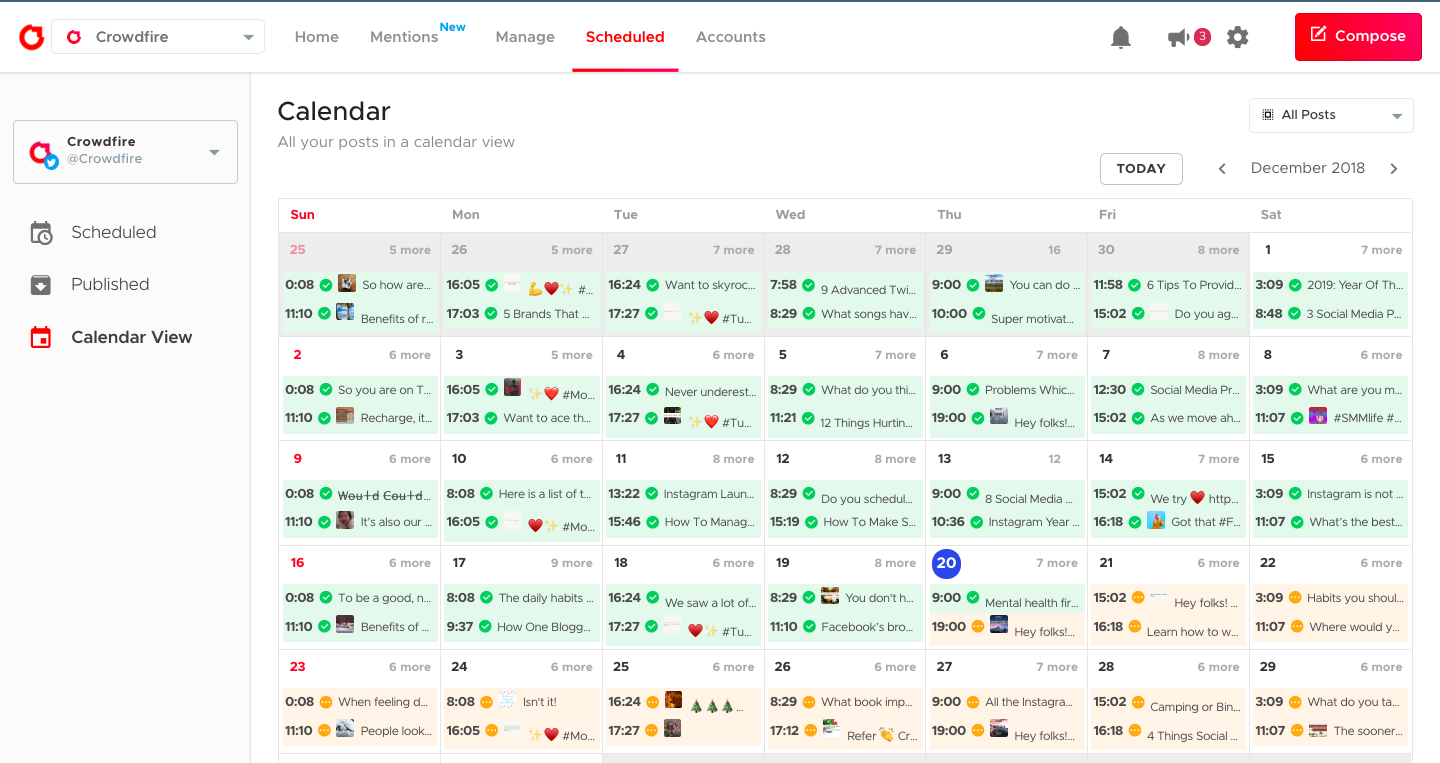 Crowdfire
Home
Mentions
New
Manage
Scheduled
Accounts
3
Compose
Crowdfire
@Crowdfire
Scheduled
Published
Calendar View
Calendar
All your posts in a calendar view
All Posts
TODAY
December 2018
Sun Mon Tue Wed Thu Fri Sat
25 5 more 26 5 more 27 7 more 28 7 more 29 16 30 8 more 1 7 more
0:08 So how are... 16:05 💪❤️✨ #... 16:24 Want to skyroc... 7:58 9 Advanced Twi... 9:00 You can do ... 11:58 6 Tips To Provid... 3:09 2019: Year Of Th...
11:10 Benefits of r... 17:03 5 Brands That ... 17:27 ✨❤️ #Tu... 8:29 What songs hav... 10:00 Super motivat... 15:02 Do you ag... 8:48 3 Social Media P...
2 6 more 3 5 more 4 6 more 5 7 more 6 7 more 7 8 more 8 6 more
0:08 So you are on T... 16:05 ✨❤️ #Mo... 16:24 Never underest... 8:29 What do you thi... 9:00 Problems Whic... 12:30 Social Media Pr... 3:09 What are you m...
11:10 Recharge, it... 17:03 Want to ace th... 17:27 ✨❤️ #Tu... 11:21 12 Things Hurtin... 19:00 Hey folks!... 15:02 As we move ah... 11:07 #SMMlife #...
9 6 more 10 6 more 11 8 more 12 8 more 13 12 14 7 more 15 6 more
0:08 W̶o̶u̶l̶d̶ C̶o̶u̶l̶d̶... 8:08 Here is a list of t... 13:22 Instagram Laun... 8:29 Do you schedul... 9:00 8 Social Media ... 15:02 We try ❤️ http... 3:09 Instagram is not ...
11:10 It's also our ... 16:05 ❤️✨ #Mo... 15:46 How To Manag... 15:19 How To Make S... 10:36 Instagram Year ... 16:18 Got that #F... 11:07 What's the best...
16 6 more 17 9 more 18 6 more 19 8 more 20 7 more 21 6 more 22 6 more
0:08 To be a good, n... 8:08 The daily habits ... 16:24 We saw a lot of... 8:29 You don't h... 9:00 Mental health fir... 15:02 Hey folks! ... 3:09 Habits you shoul...
11:10 Benefits of ... 9:37 How One Blogg... 17:27 ❤️✨ #Tu... 11:10 Facebook's bro... 19:00 Hey folks!... 16:18 Learn how to w... 11:07 Where would y...
23 6 more 24 6 more 25 6 more 26 6 more 27 7 more 28 6 more 29 6 more
0:08 When feeling d... 8:08 Isn't it! 16:24 🎄🎄🎄 ... 8:29 What book imp... 9:00 All the Instagra... 15:02 Camping or Bin... 3:09 What do you ta...
11:10 People look... 16:05 ✨❤️ #Mo... 17:27 17:12 Refer 👏 Cr... 19:00 Hey folks!... 16:18 4 Things Social ... 11:07 The sooner...